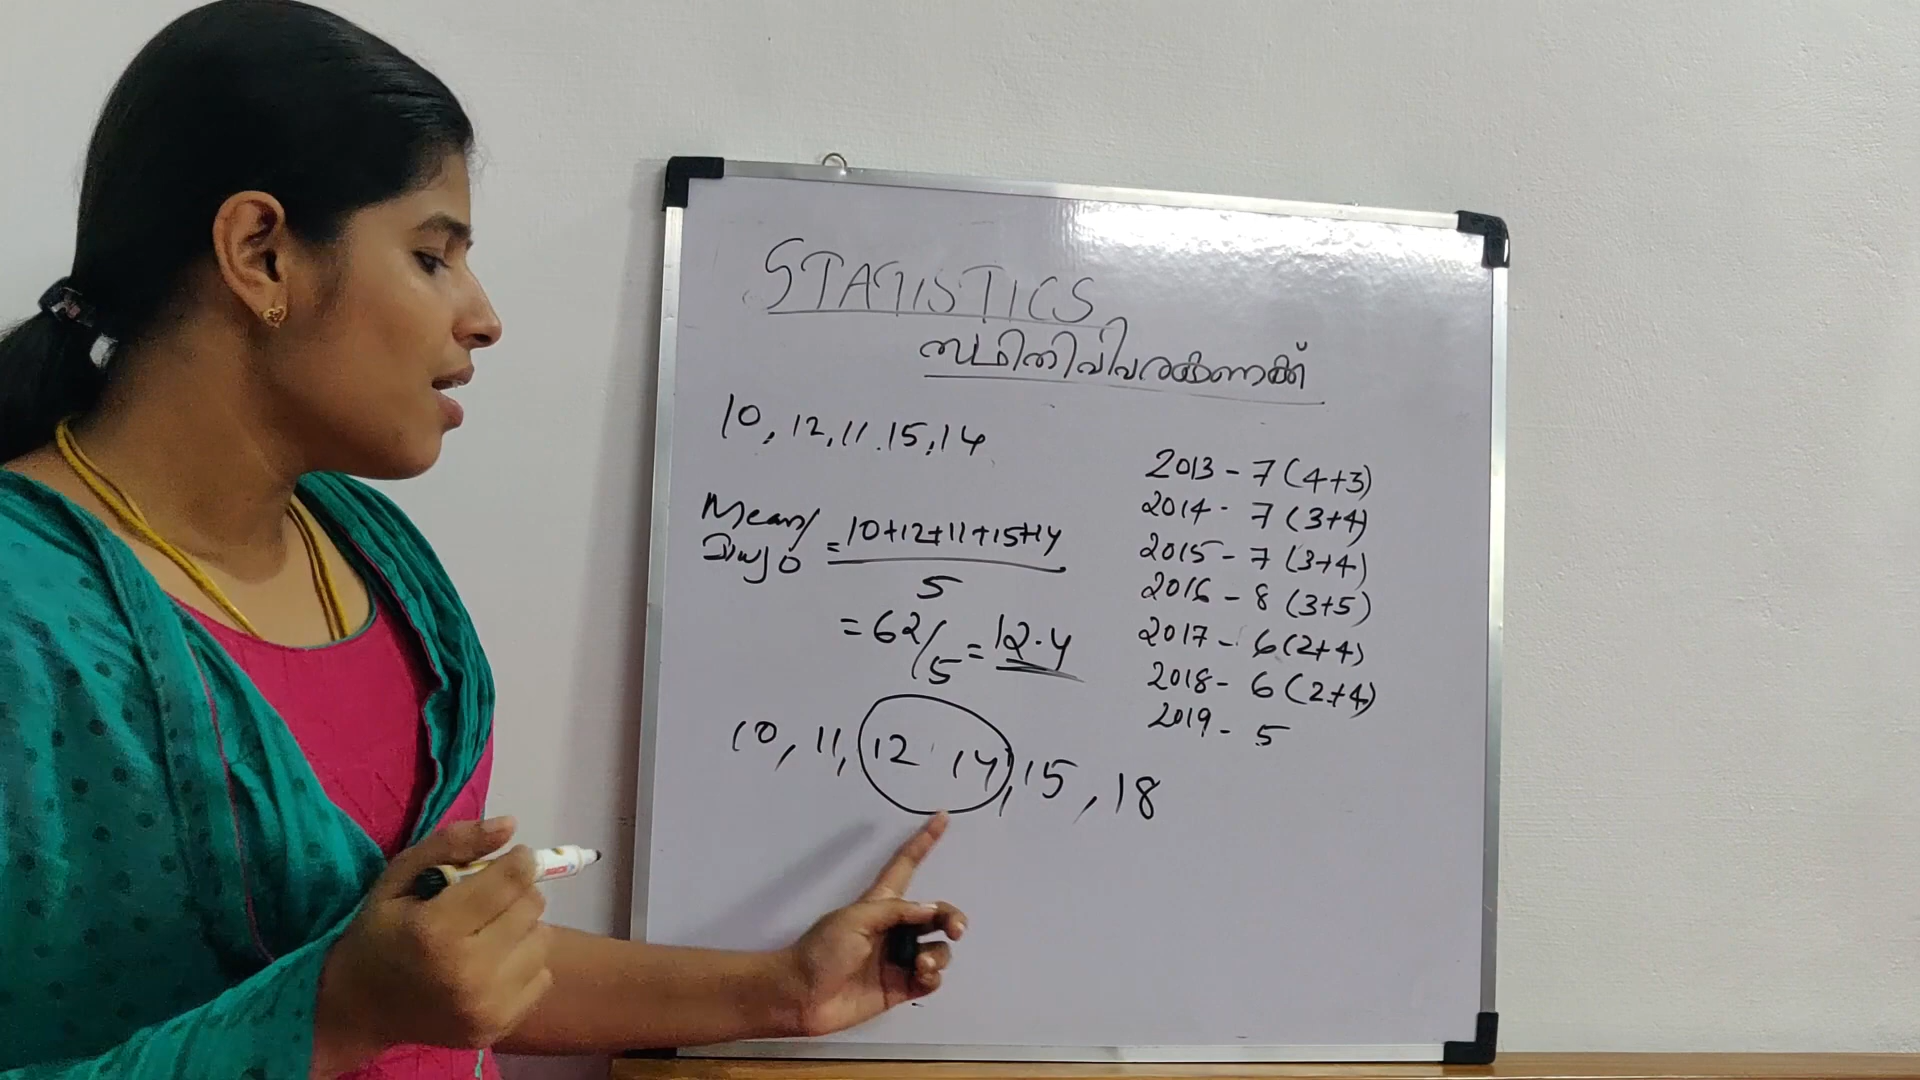 STATISTICS
സ്ഥിതിവിവരകണക്ക്
10, 12, 11, 15, 14
Mean/
മാധ്യം = 10+12+11+15+14
5
= 62/5 = 12.4
10, 11, 12 14, 15, 18
2013 - 7 (4+3)
2014 - 7 (3+4)
2015 - 7 (3+4)
2016 - 8 (3+5)
2017 - 6 (2+4)
2018 - 6 (2+4)
2019 - 5